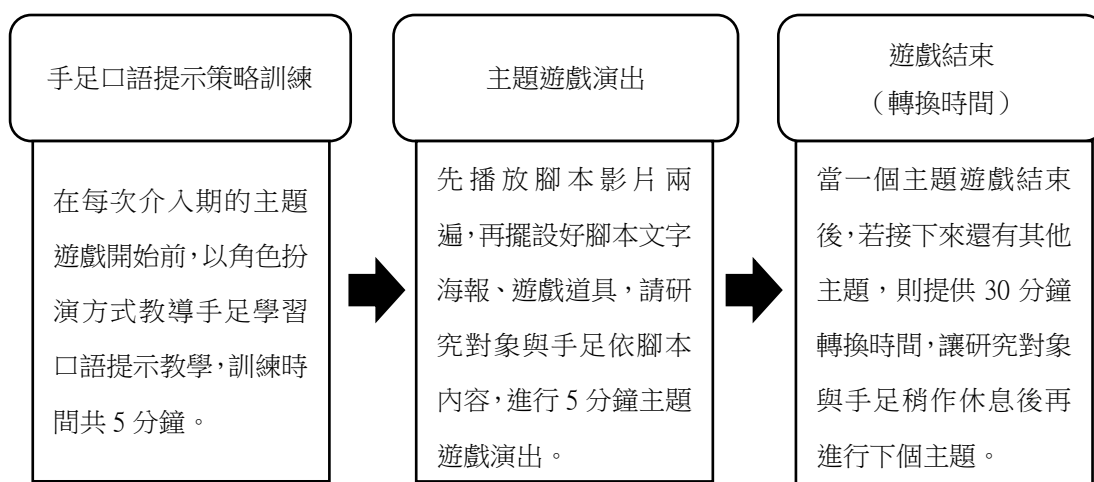 手足口語提示策略訓練
在每次介入期的主題
遊戲開始前，以角色扮
演方式教導手足學習
口語提示教學，訓練時
間共 5 分鐘。
主題遊戲演出
先播放腳本影片兩
遍，再擺設好腳本文字
海報、遊戲道具，請研
究對象與手足依腳本
內容，進行 5 分鐘主題
遊戲演出。
遊戲結束
（轉換時間）
當一個主題遊戲結束
後，若接下來還有其他
主題，則提供 30 分鐘
轉換時間，讓研究對象
與手足稍作休息後再
進行下個主題。